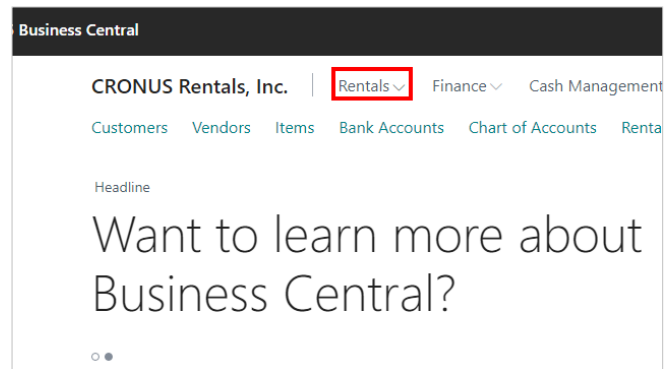 Business Central
CRONUS Rentals, Inc. Rentals Finance Cash Management
Customers Vendors Items Bank Accounts Chart of Accounts
Headline
Want to learn more about
Business Central?